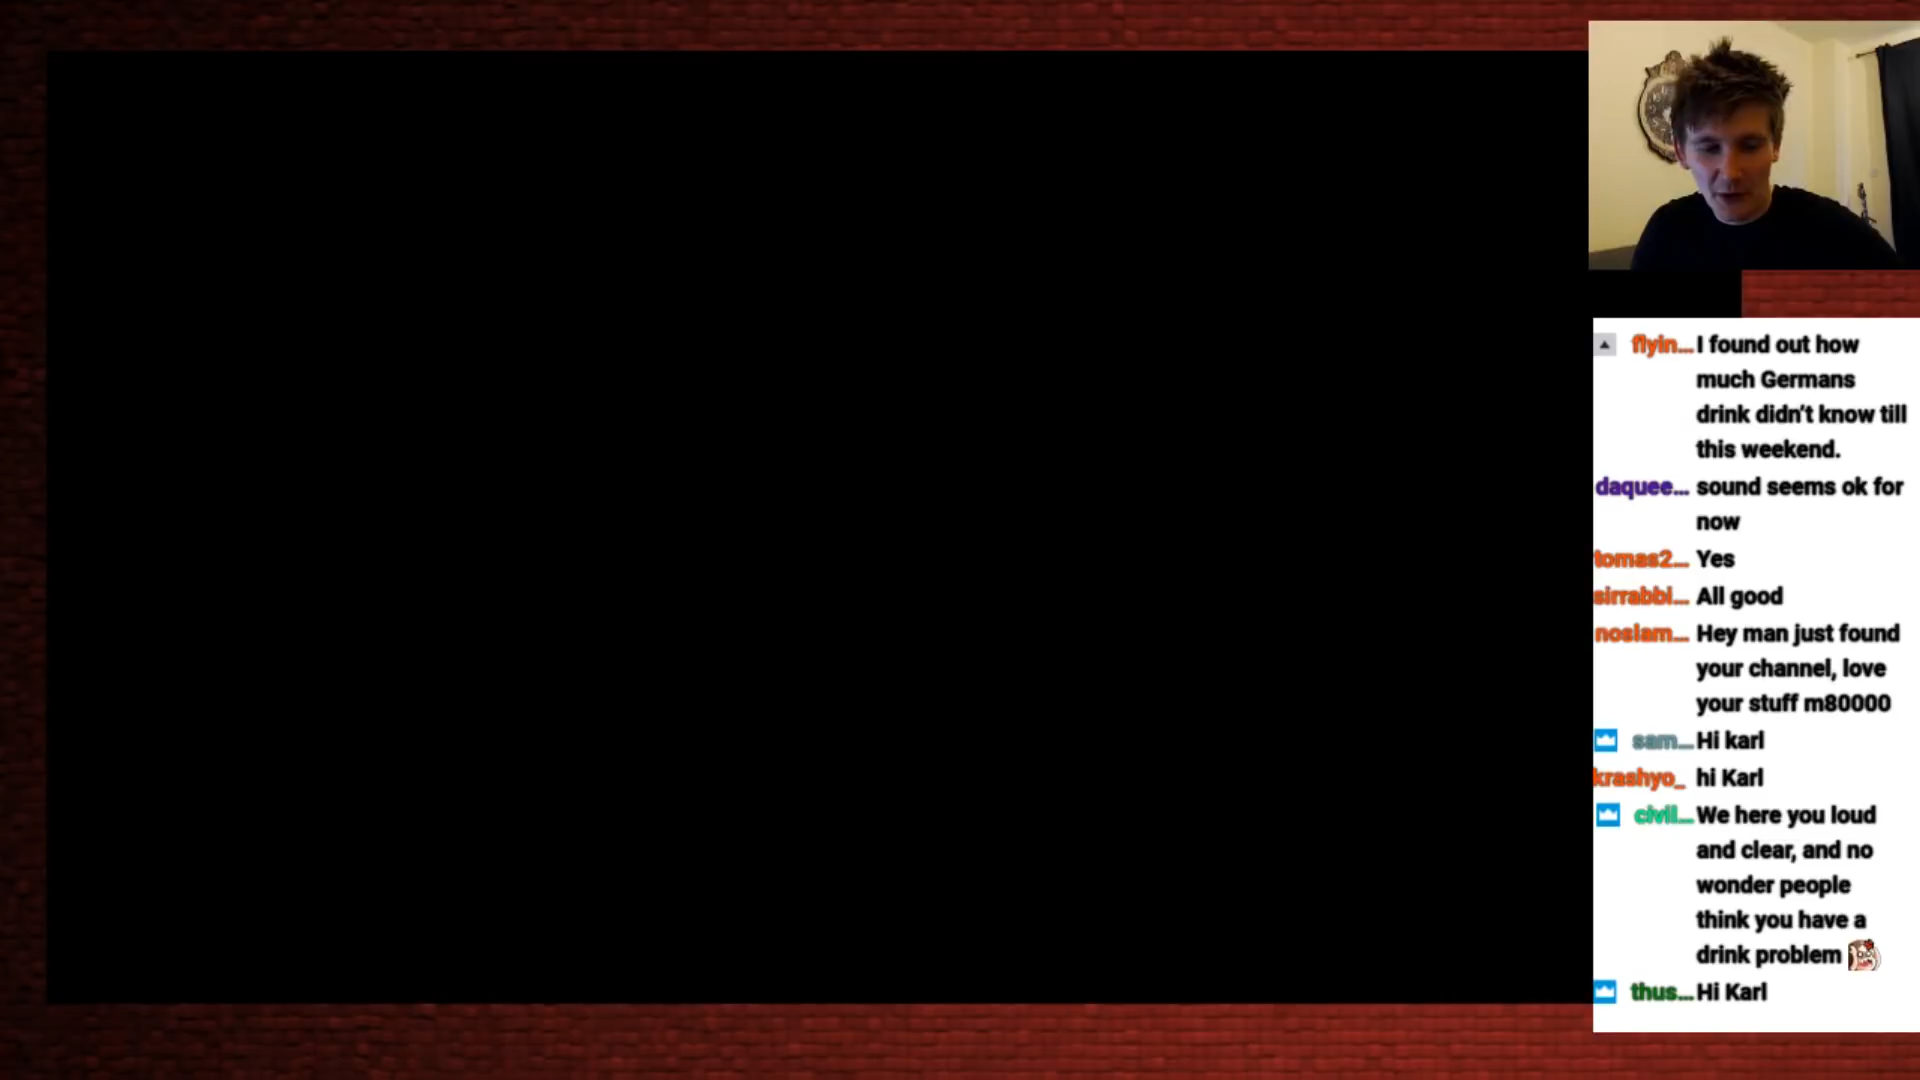 flyin... I found out how
much Germans
drink didn't know till
this weekend.
daquee... sound seems ok for
now
tomas2... Yes
sirrabbi... All good
noslam... Hey man just found
your channel, love
your stuff m80000
sam... Hi karl
krashyo_ hi Karl
civil... We here you loud
and clear, and no
wonder people
think you have a
drink problem
thus... Hi Karl